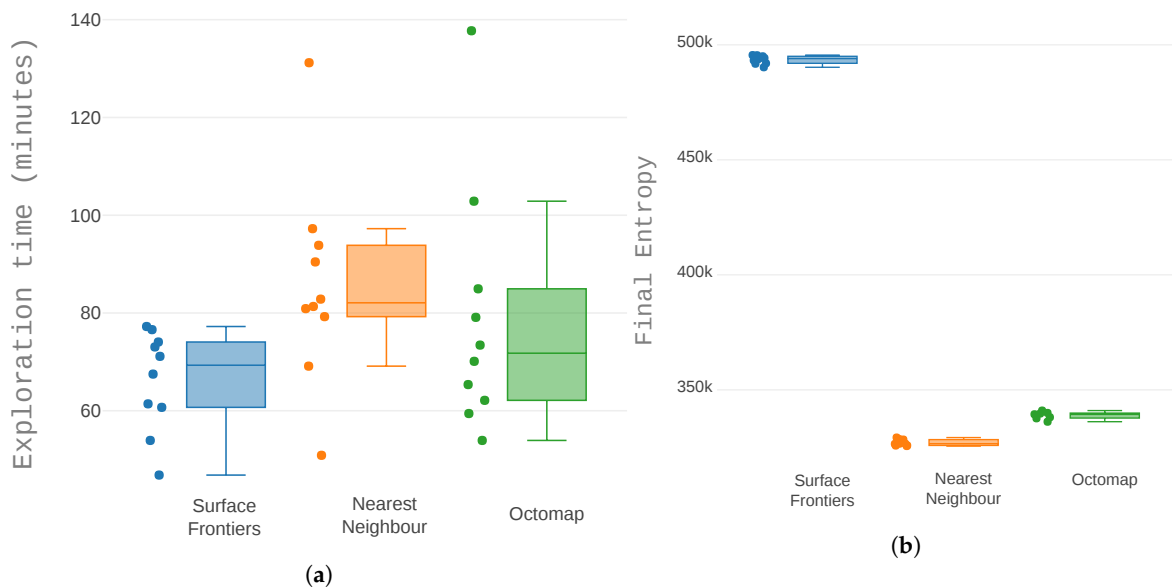 Exploration time (minutes)
140
120
100
80
60
Surface
Frontiers
Nearest
Neighbour
Octomap
(a)
Final Entropy
500k
450k
400k
350k
Surface
Frontiers
Nearest
Neighbour
Octomap
(b)